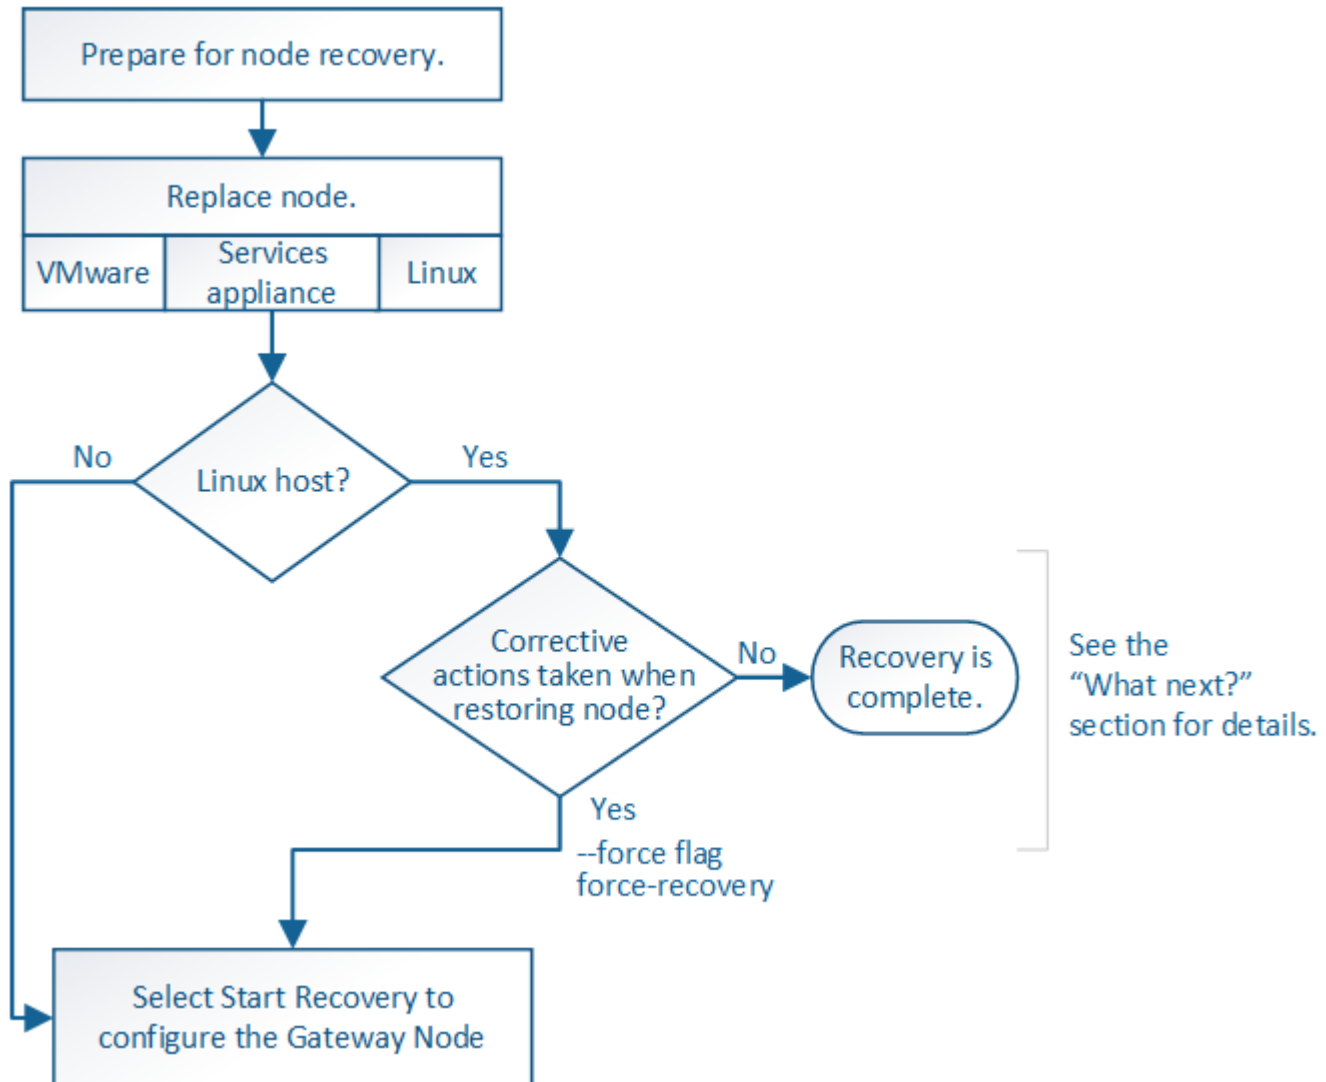 Prepare for node recovery.
Replace node.
VMware
Services
appliance
Linux
Linux host?
No
Yes
Corrective
actions taken when
restoring node?
No
Recovery is
complete.
See the
“What next?”
section for details.
Yes
--force flag
force-recovery
Select Start Recovery to
configure the Gateway Node